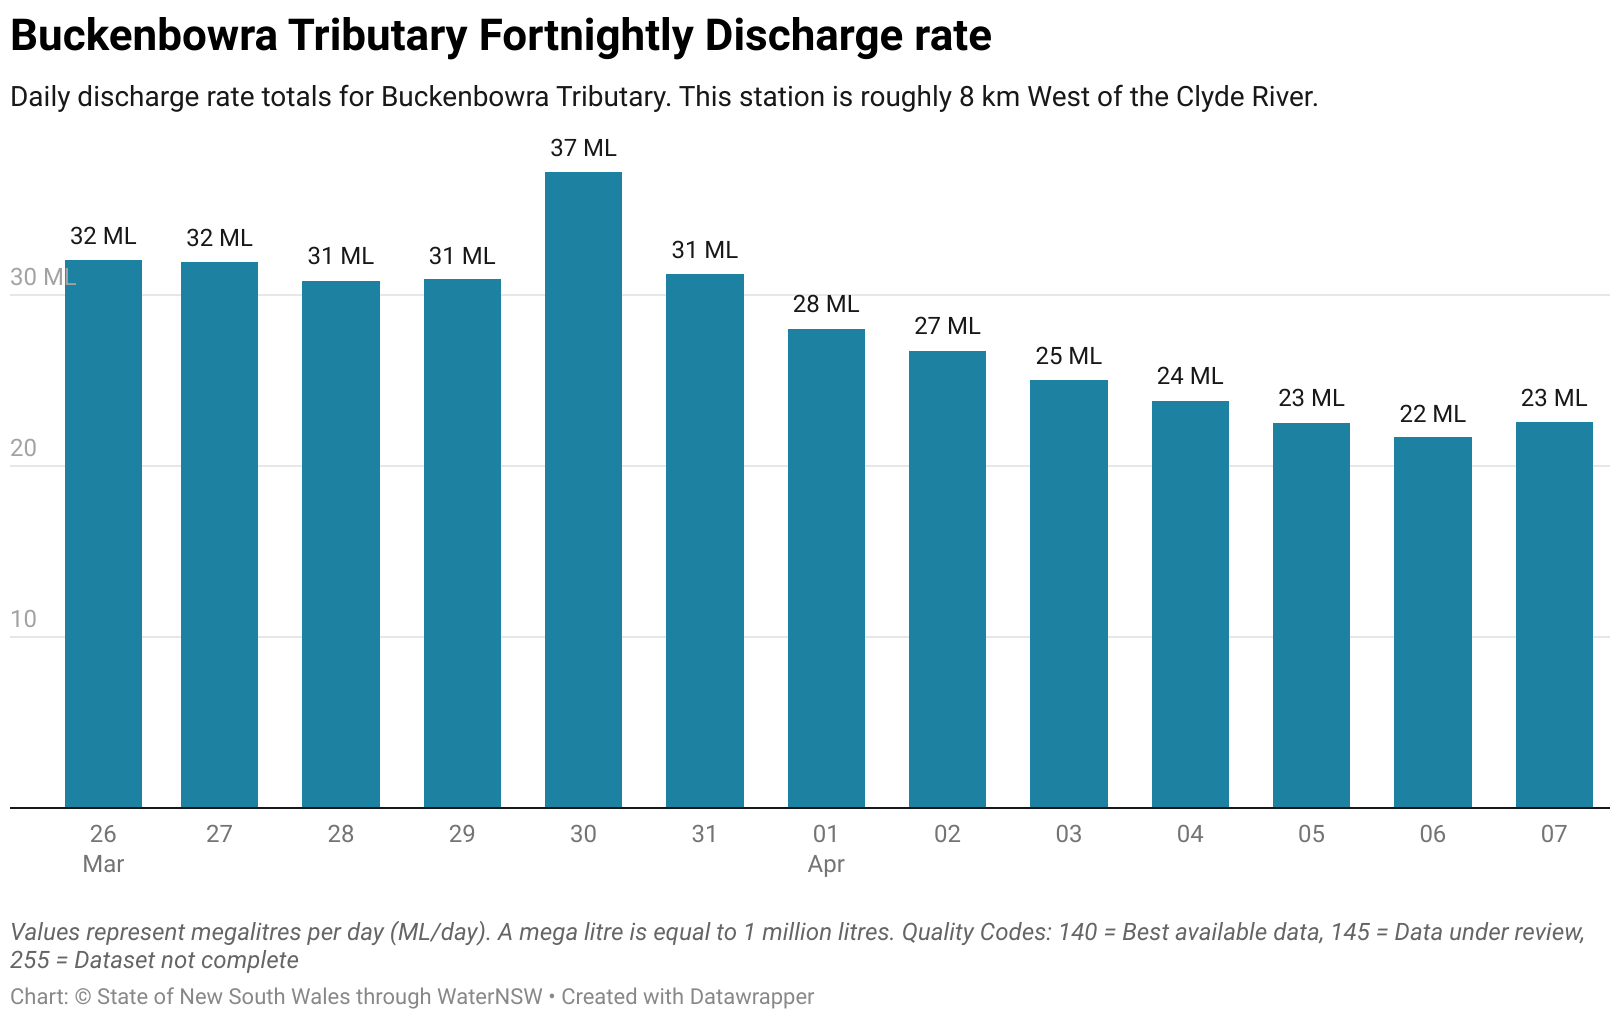 Buckenbowra Tributary Fortnightly Discharge rate
Daily discharge rate totals for Buckenbowra Tributary. This station is roughly 8 km West of the Clyde River.
37 ML
32 ML
32 ML
31 ML
31 ML
31 ML
30 ML
28 ML
27 ML
25 ML
24 ML
23 ML
22 ML
23 ML
20
10
26 27 28 29 30 31 01 02 03 04 05 06 07
Mar Apr
Values represent megalitres per day (ML/day). A mega litre is equal to 1 million litres. Quality Codes: 140 = Best available data, 145 = Data under review,
255 = Dataset not complete
Chart: © State of New South Wales through WaterNSW • Created with Datawrapper